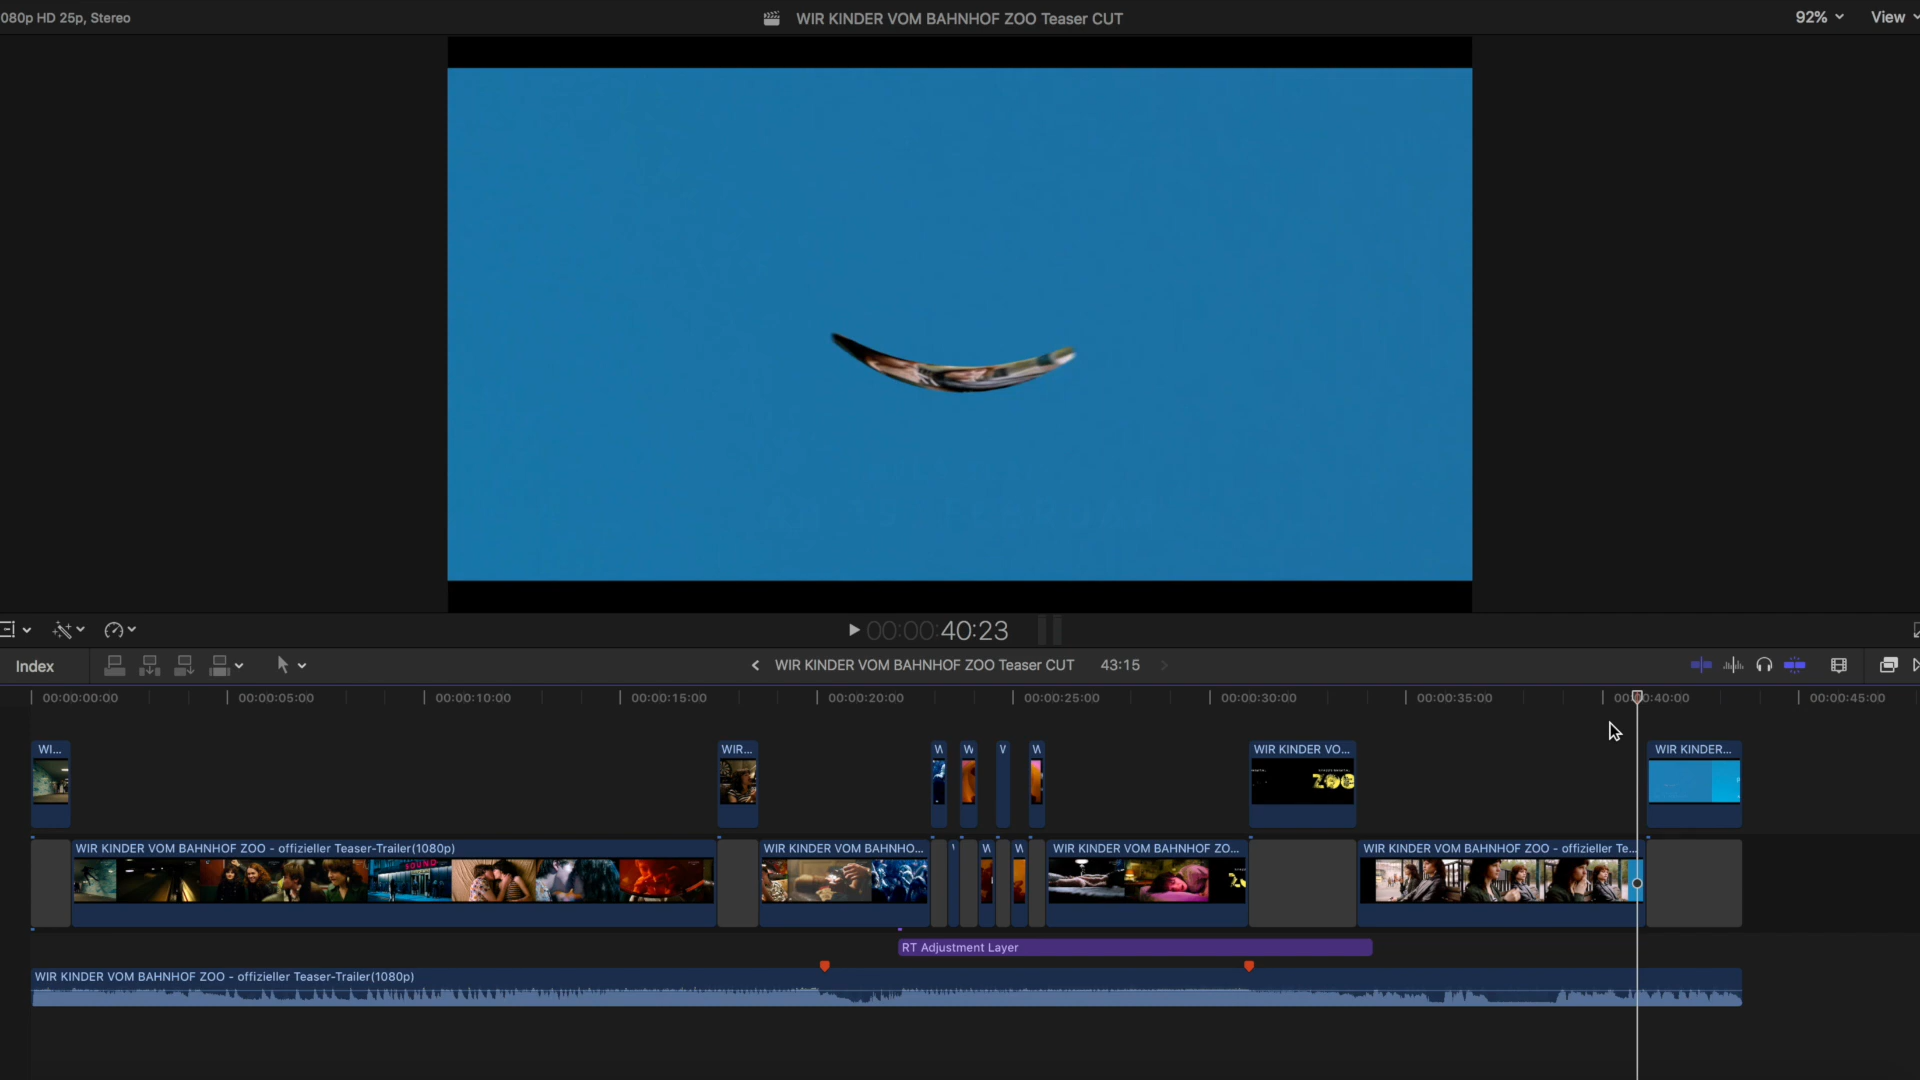 080p HD 25p, Stereo
WIR KINDER VOM BAHNHOF ZOO Teaser CUT
92%
View
00:00:40:23
Index
WIR KINDER VOM BAHNHOF ZOO Teaser CUT
43:15
00:00:00:00
00:00:05:00
00:00:10:00
00:00:15:00
00:00:20:00
00:00:25:00
00:00:30:00
00:00:35:00
00:00:40:00
00:00:45:00
WI...
WIR...
W
W
V
W
WIR KINDER VO...
WIR KINDER...
ZOO
WIR KINDER VOM BAHNHOF ZOO - offizieller Teaser-Trailer(1080p)
WIR KINDER VOM BAHNHO...
W
W
WIR KINDER VOM BAHNHOF ZO...
WIR KINDER VOM BAHNHOF ZOO - offizieller Te...
SOUND
RT Adjustment Layer
WIR KINDER VOM BAHNHOF ZOO - offizieller Teaser-Trailer(1080p)